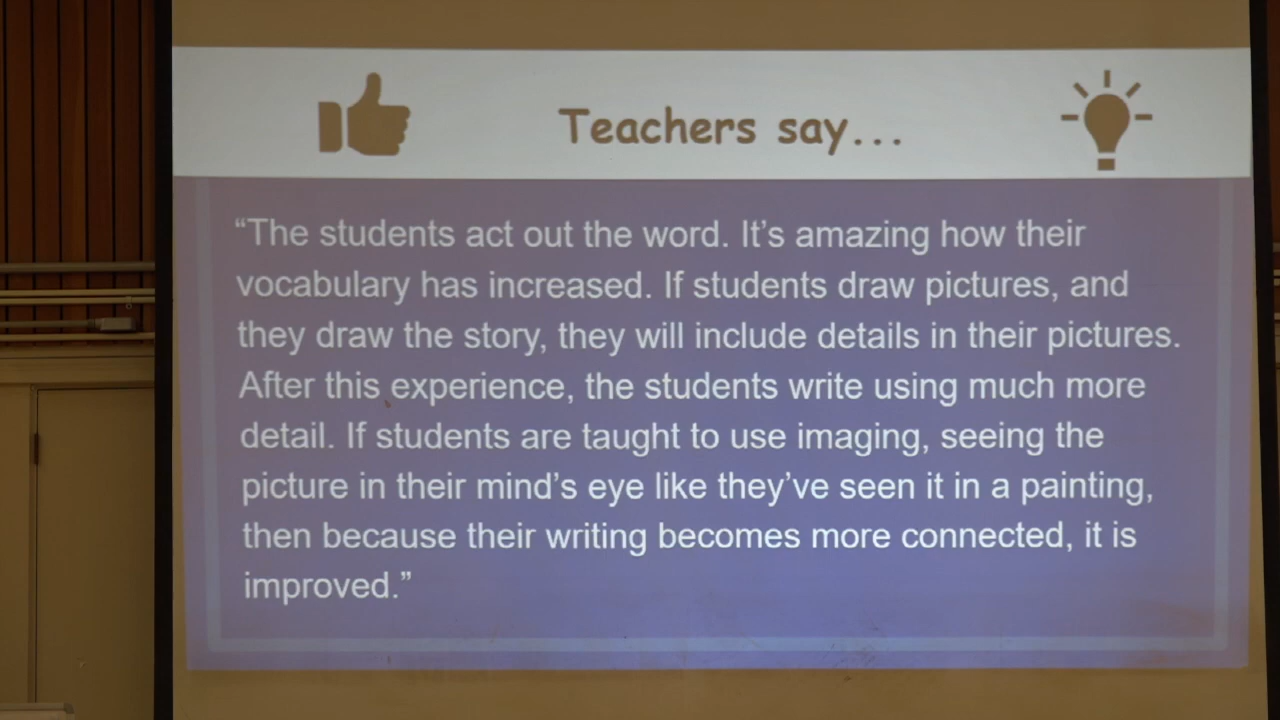 Teachers say...
“The students act out the word. It’s amazing how their
vocabulary has increased. If students draw pictures, and
they draw the story, they will include details in their pictures.
After this experience, the students write using much more
detail. If students are taught to use imaging, seeing the
picture in their mind’s eye like they’ve seen it in a painting,
then because their writing becomes more connected, it is
improved.”